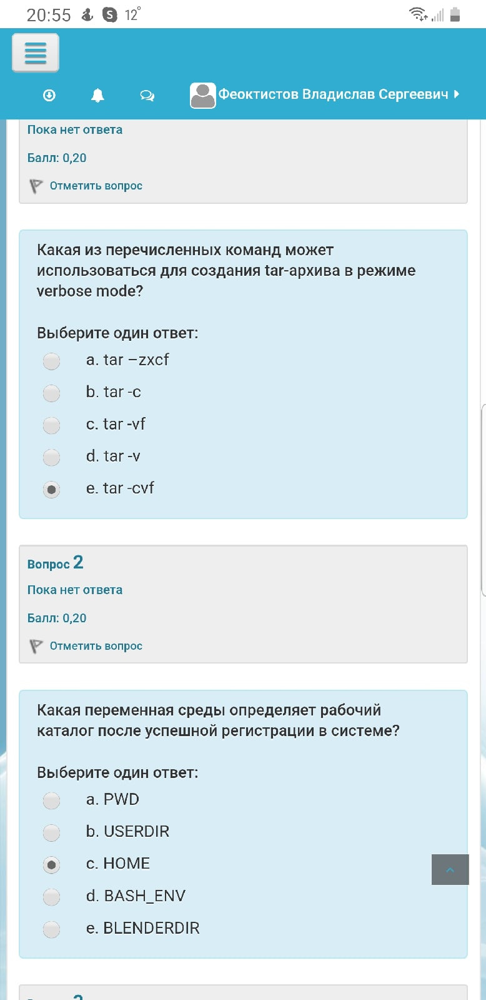 20:55 12°
Феоктистов Владислав Сергеевич
Пока нет ответа
Балл: 0,20
Отметить вопрос
Какая из перечисленных команд может
использоваться для создания tar-архива в режиме
verbose mode?
Выберите один ответ:
a. tar –zxcf
b. tar -c
c. tar -vf
d. tar -v
e. tar -cvf
Вопрос 2
Пока нет ответа
Балл: 0,20
Отметить вопрос
Какая переменная среды определяет рабочий
каталог после успешной регистрации в системе?
Выберите один ответ:
a. PWD
b. USERDIR
c. HOME
d. BASH_ENV
e. BLENDERDIR